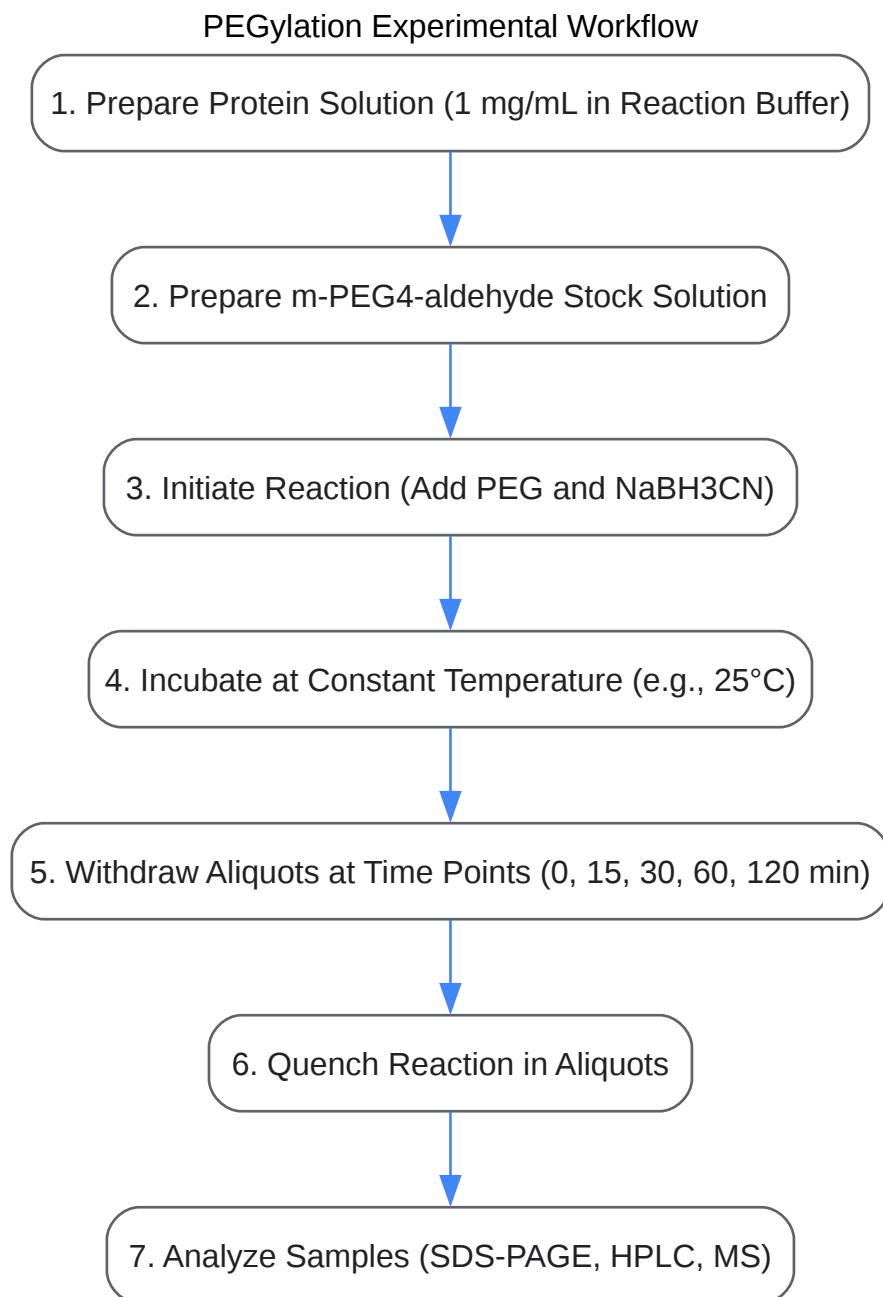 PEGylation Experimental Workflow
1. Prepare Protein Solution (1 mg/mL in Reaction Buffer)
2. Prepare m-PEG4-aldehyde Stock Solution
3. Initiate Reaction (Add PEG and NaBH3CN)
4. Incubate at Constant Temperature (e.g., 25°C)
5. Withdraw Aliquots at Time Points (0, 15, 30, 60, 120 min)
6. Quench Reaction in Aliquots
7. Analyze Samples (SDS-PAGE, HPLC, MS)